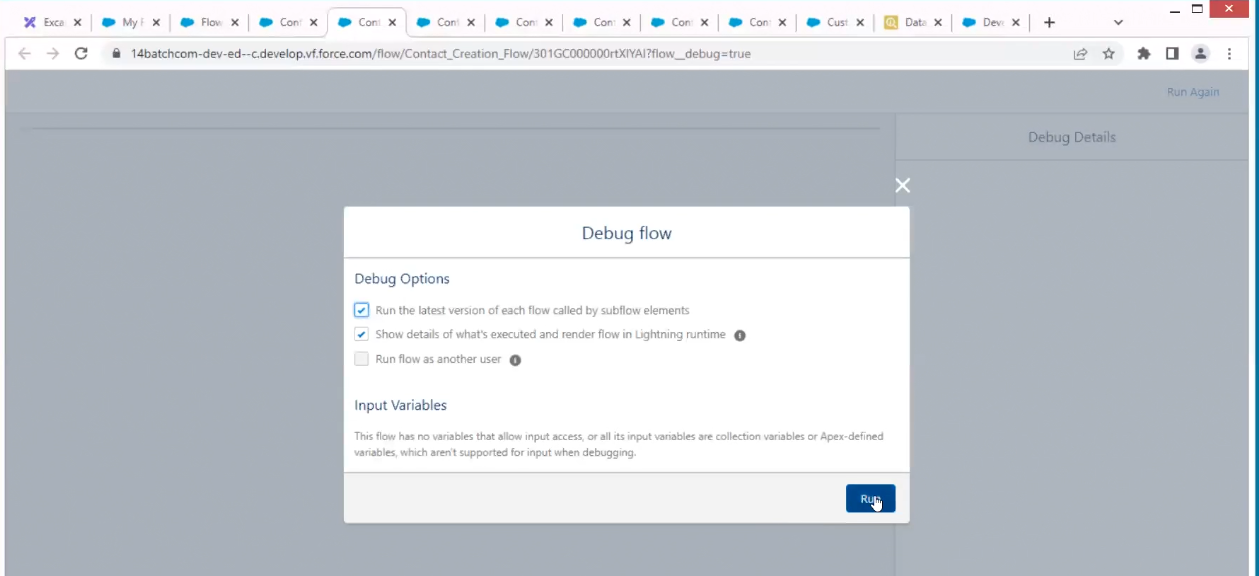 Exca
My
Flow
Cont
Cont
Cont
Con
Con
Con
Con
Cust
Data
Dev
14batchcom-dev-ed--c.develop.vf.force.com/flow/Contact_Creation_Flow/301GC000000rtXIYAI?flow__debug=true
Run Again
Debug Details
Debug flow
Debug Options
Run the latest version of each flow called by subflow elements
Show details of what's executed and render flow in Lightning runtime
Run flow as another user
Input Variables
This flow has no variables that allow input access, or all its input variables are collection variables or Apex-defined
variables, which aren't supported for input when debugging.
Run